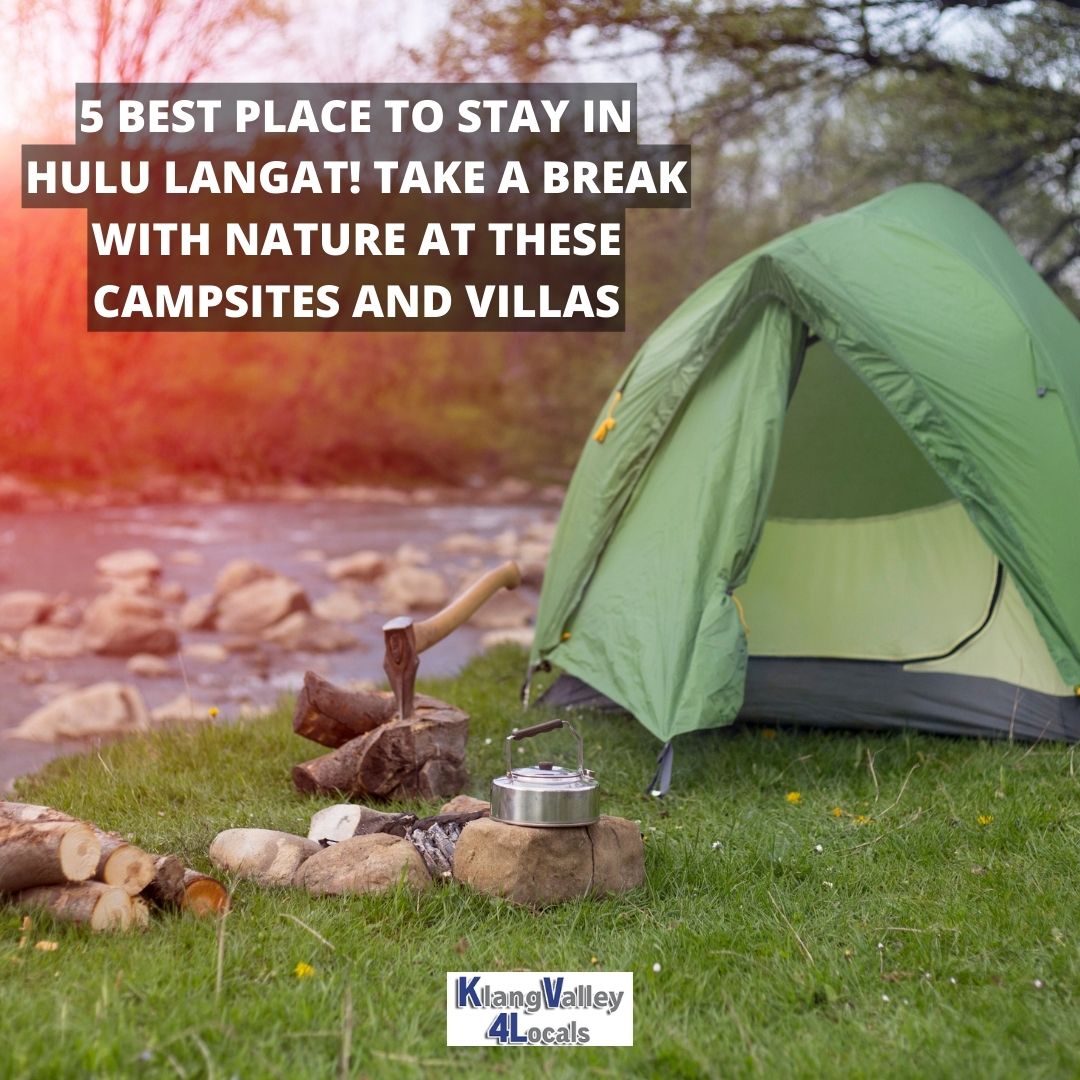 5 BEST PLACE TO STAY IN
HULU LANGAT! TAKE A BREAK
WITH NATURE AT THESE
CAMPSITES AND VILLAS
KlangValley
4Locals